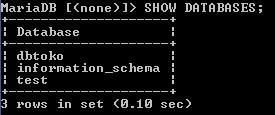 MariaDB [(none)]> SHOW DATABASES;
+--------------------+
| Database           |
+--------------------+
| dbtoko             |
| information_schema |
| test               |
+--------------------+
3 rows in set (0.10 sec)